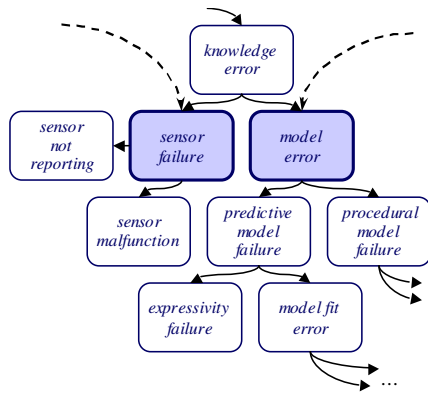 knowledge
error
sensor
not
reporting
sensor
failure
model
error
sensor
malfunction
predictive
model
failure
procedural
model
failure
expressivity
failure
model fit
error
...